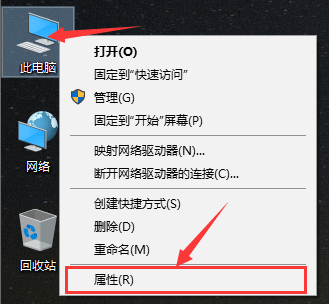 此电脑
网络
回收站
打开(O)
固定到"快速访问"
管理(G)
固定到"开始"屏幕(P)
映射网络驱动器(N)...
断开网络驱动器的连接(C)...
创建快捷方式(S)
删除(D)
重命名(M)
属性(R)